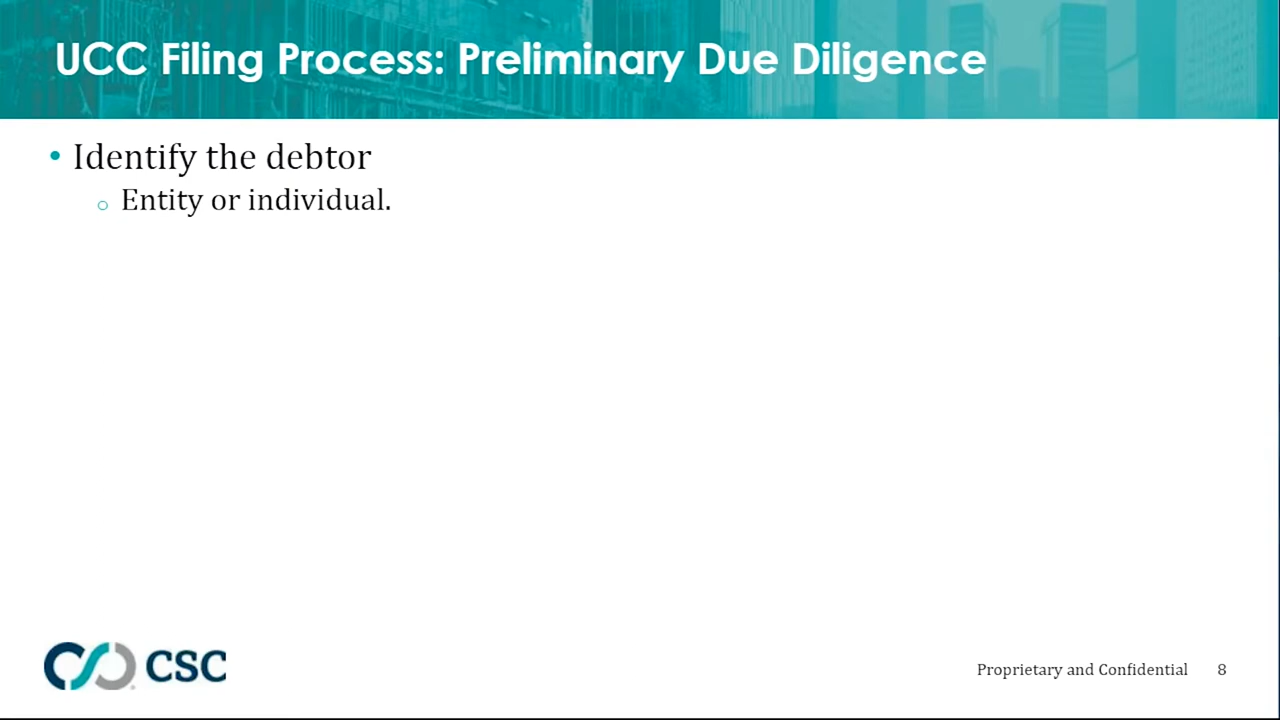 UCC Filing Process: Preliminary Due Diligence
• Identify the debtor
o Entity or individual.
CSC
Proprietary and Confidential 8